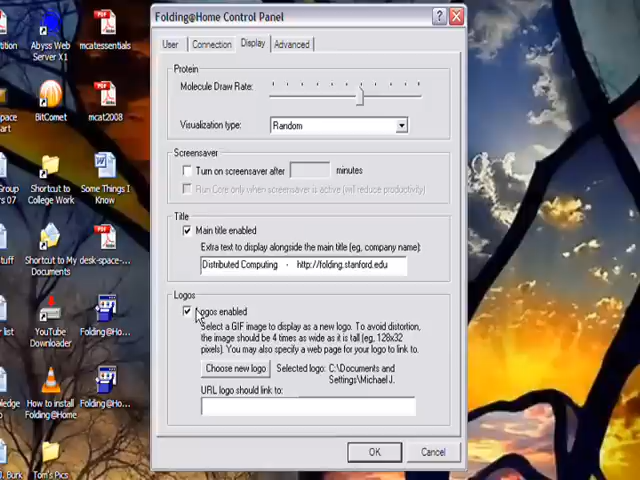 Folding@Home Control Panel
User
Connection
Display
Advanced
Protein
Molecule Draw Rate:
Visualization type:
Random
Screensaver
Turn on screensaver after
minutes
Run Core only when screensaver is active (will reduce productivity)
Title
Main title enabled
Extra text to display alongside the main title (eg, company name):
Distributed Computing - http://folding.stanford.edu
Logos
Logos enabled
Select a GIF image to display as a new logo. To avoid distortion,
the image should be 4 times as wide as it is tall (eg, 128x32
pixels). You may also specify a web page for your logo to link to.
Choose new logo
Selected logo: C:\Documents and
Settings\Michael J.
URL logo should link to:
OK
Cancel
Abyss Web
Server X1
mcatessentials
BitComet
mcat2008
Shortcut to
College Work
Some Things I
Know
Shortcut to My
Documents
desk-space-...
YouTube
Downloader
Folding@Ho...
How to install
Folding@Home
Folding@Ho...
J. Burk
Tom's Pics